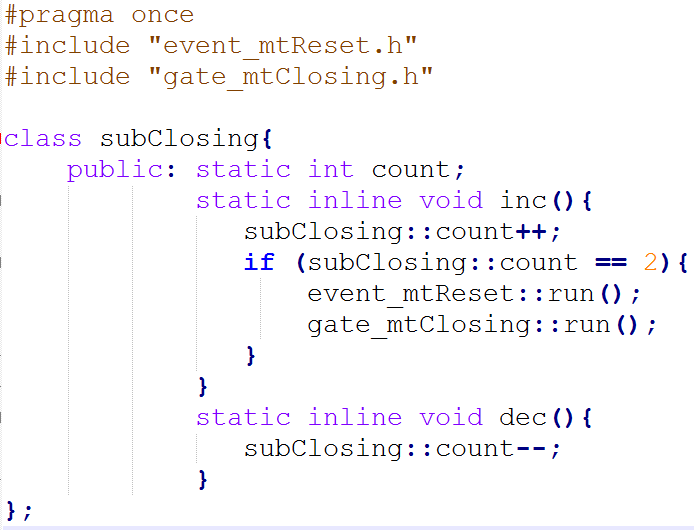 #pragma once
#include "event_mtReset.h"
#include "gate_mtClosing.h"
class subClosing{
public: static int count;
static inline void inc(){
subClosing::count++;
if (subClosing::count == 2){
event_mtReset::run();
gate_mtClosing::run();
}
}
static inline void dec(){
subClosing::count--;
}
};